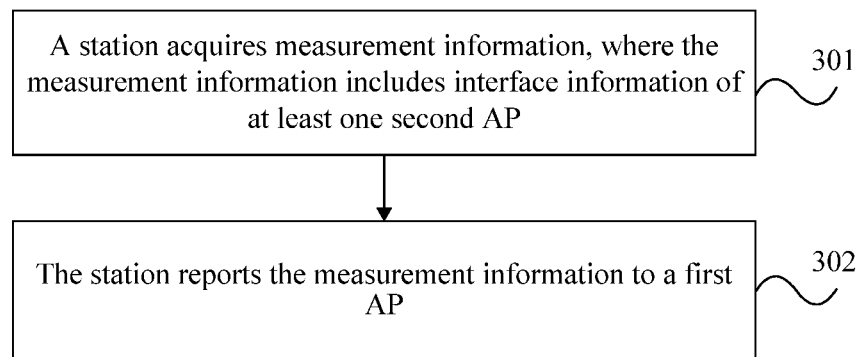 A station acquires measurement information, where the
measurement information includes interface information of
at least one second AP
301
The station reports the measurement information to a first
AP
302